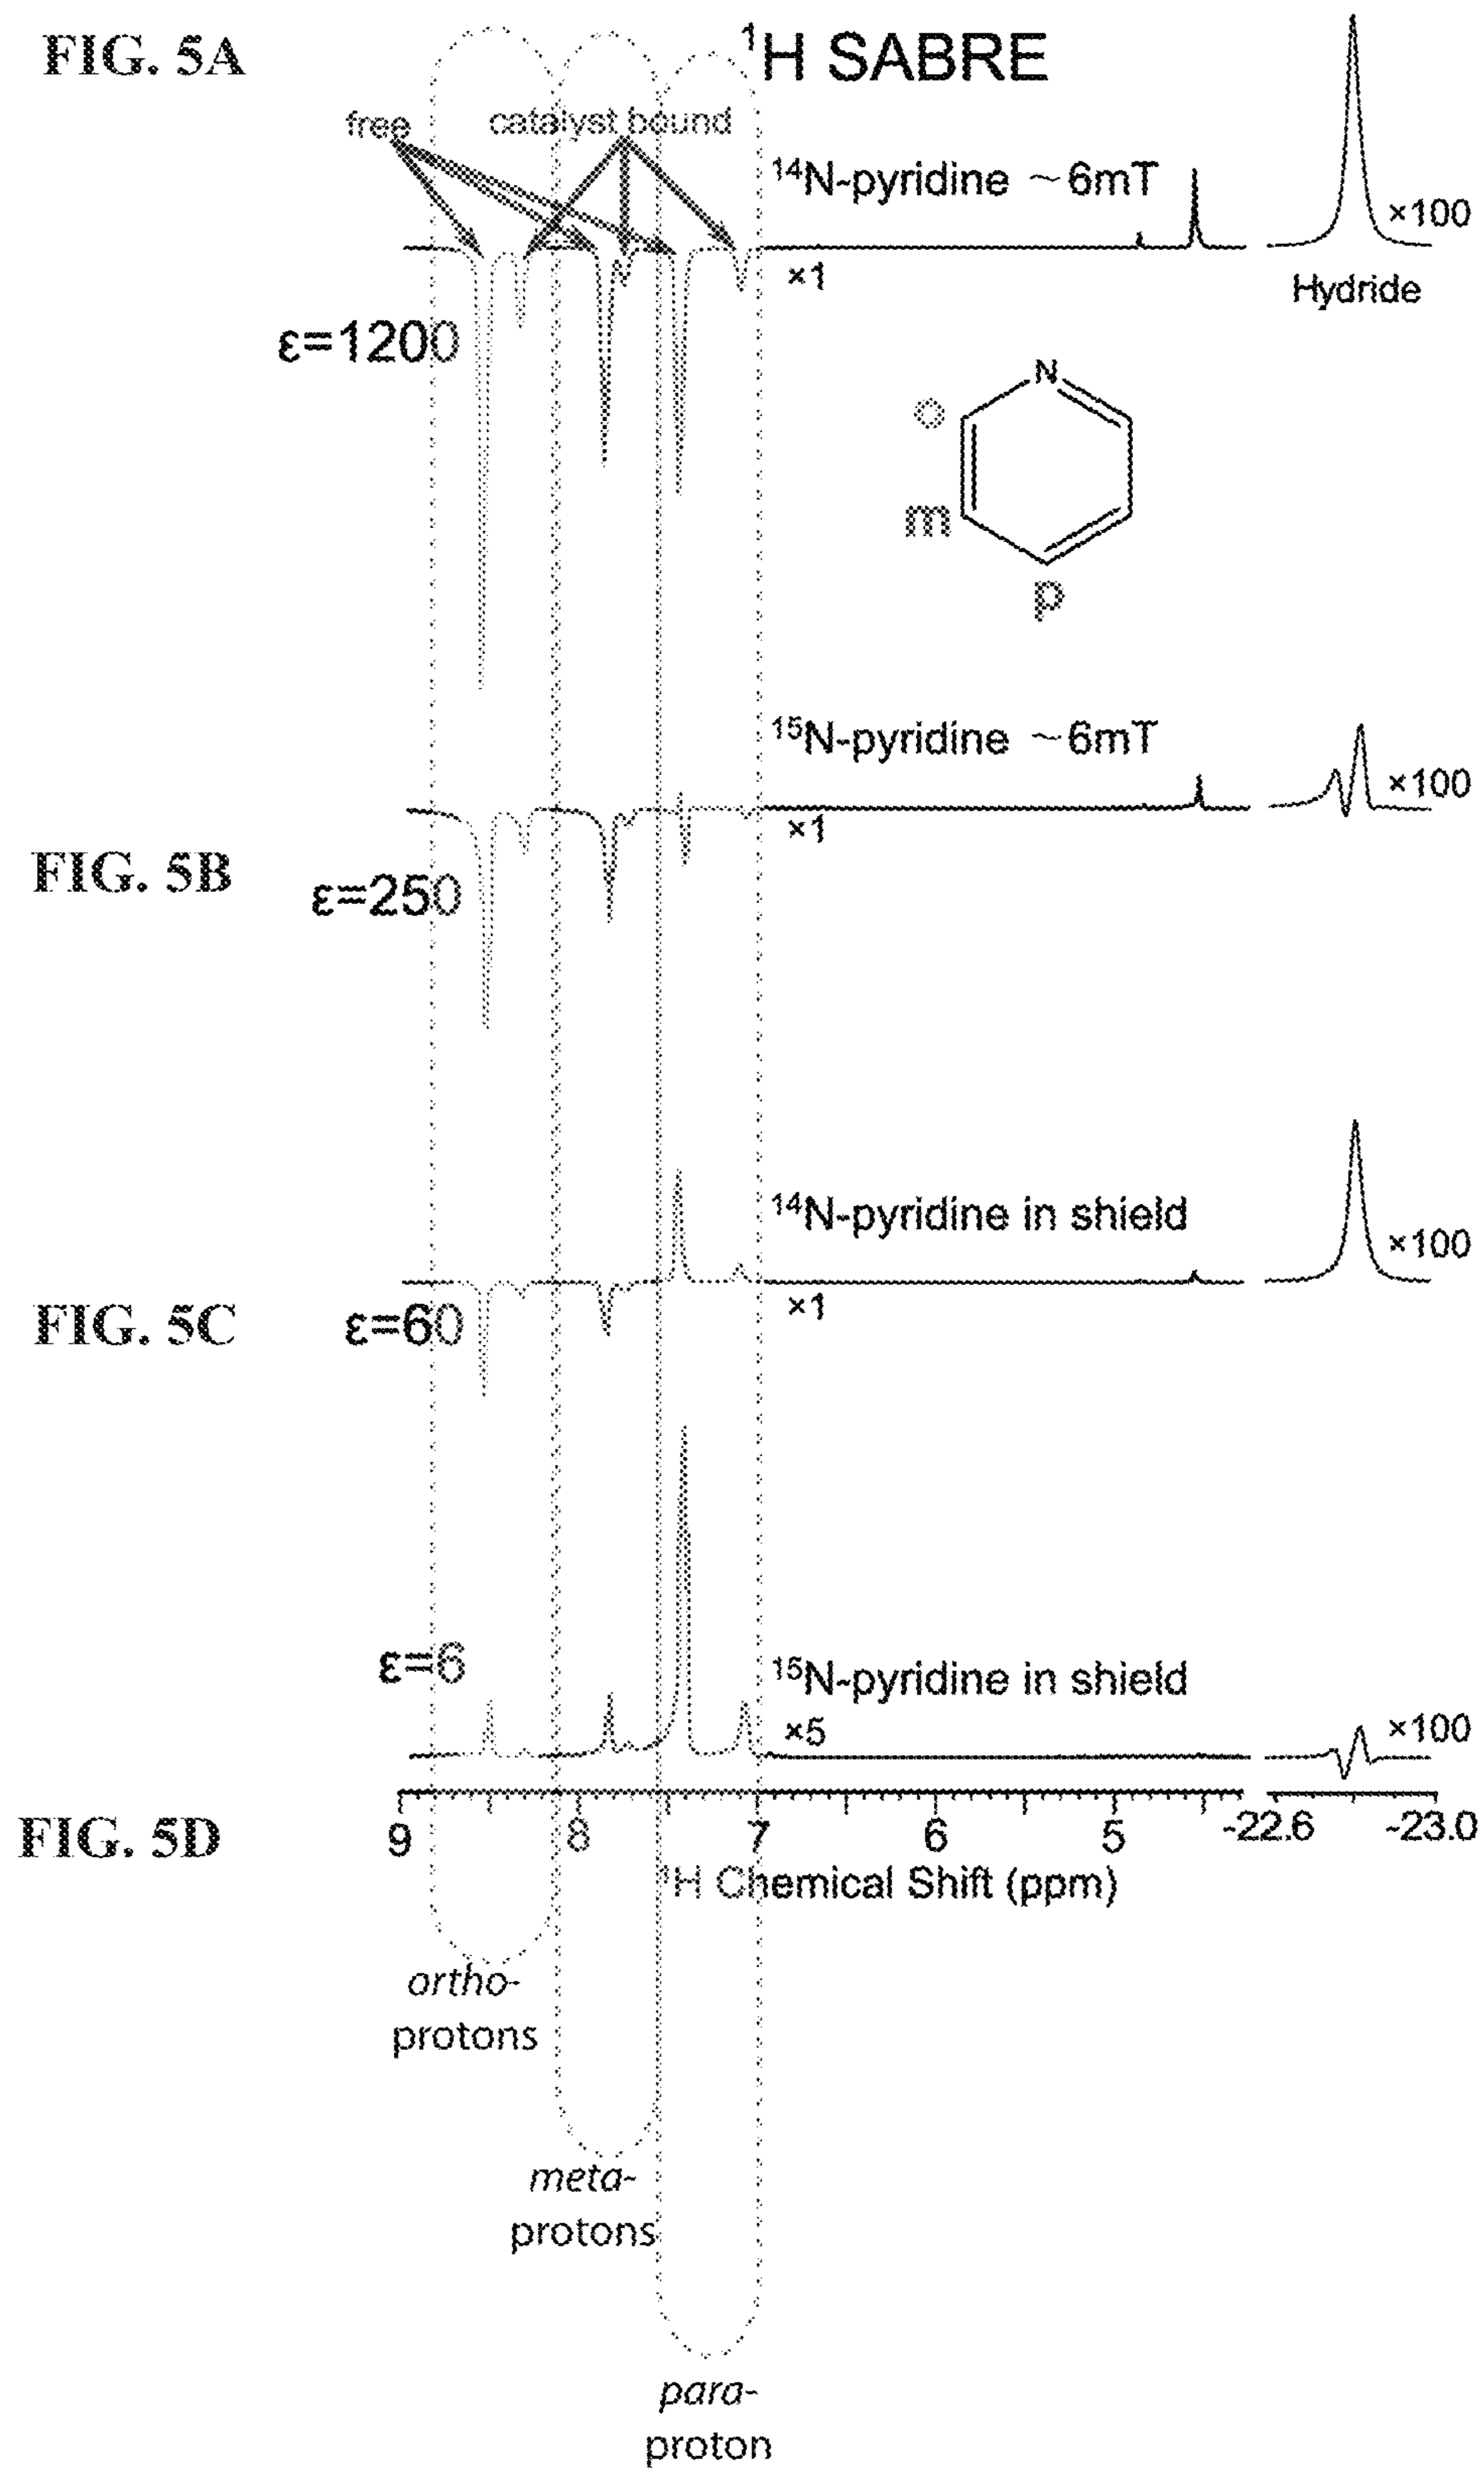 FIG. 5A
¹H SABRE
free
catalyst bound
¹⁴N-pyridine ~6mT
×100
×1
Hydride
ε=1200
N
o
m
p
¹⁵N-pyridine ~6mT
×100
×1
FIG. 5B
ε=250
¹⁴N-pyridine in shield
×100
×1
FIG. 5C
ε=60
ε=6
¹⁵N-pyridine in shield
×5
×100
FIG. 5D
9 8 7 6 5 -22.6 -23.0
¹H Chemical Shift (ppm)
ortho-
protons
meta-
protons
para-
proton